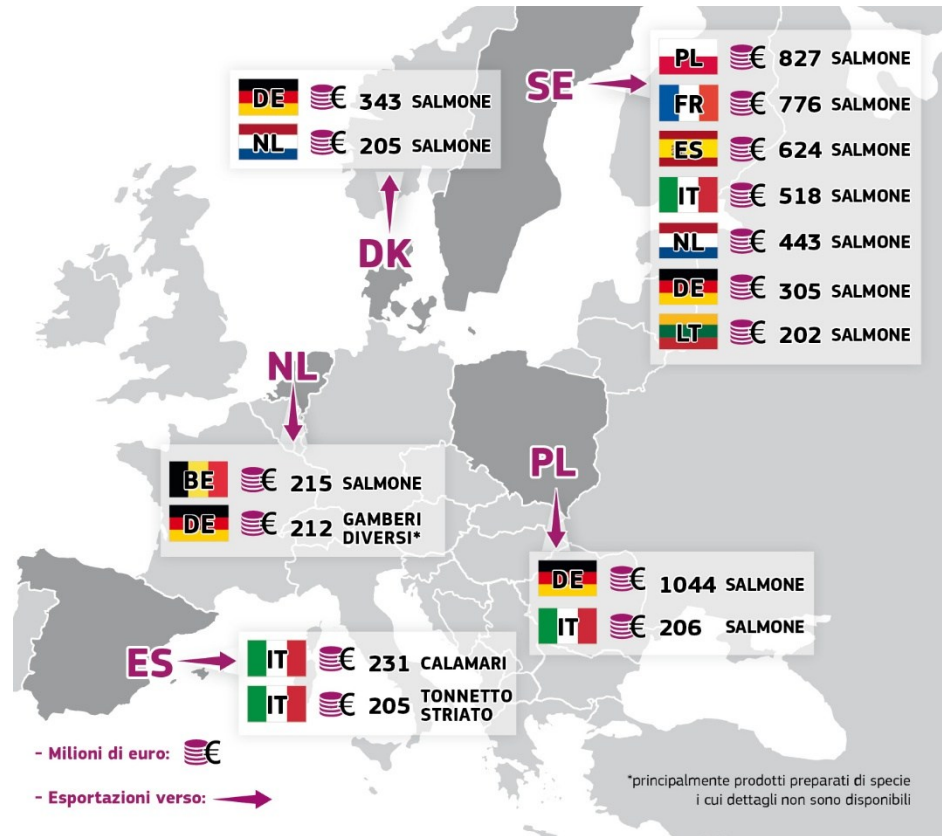 DE € 343 SALMONE
NL € 205 SALMONE
DK
SE
PL € 827 SALMONE
FR € 776 SALMONE
ES € 624 SALMONE
IT € 518 SALMONE
NL € 443 SALMONE
DE € 305 SALMONE
LT € 202 SALMONE
NL
BE € 215 SALMONE
DE € 212 GAMBERI
DIVERSI*
PL
DE € 1044 SALMONE
IT € 206 SALMONE
ES
IT € 231 CALAMARI
IT € 205 TONNETTO
STRIATO
- Milioni di euro: €
- Esportazioni verso:
*principalmente prodotti preparati di specie
i cui dettagli non sono disponibili